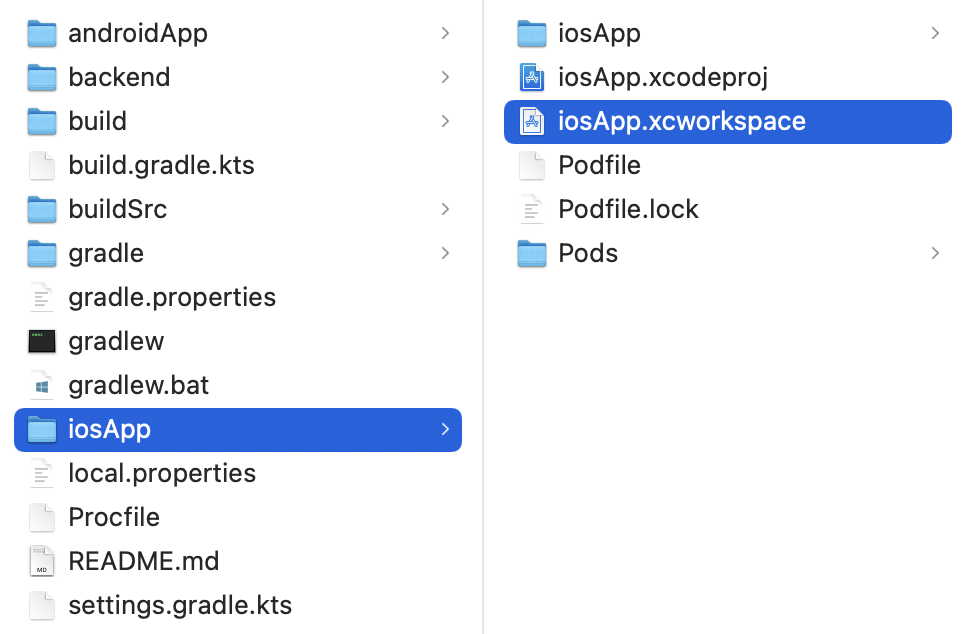 androidApp
backend
build
build.gradle.kts
buildSrc
gradle
gradle.properties
gradlew
gradlew.bat
iosApp
local.properties
Procfile
MD
README.md
settings.gradle.kts
iosApp
iosApp.xcodeproj
iosApp.xcworkspace
Podfile
Podfile.lock
Pods